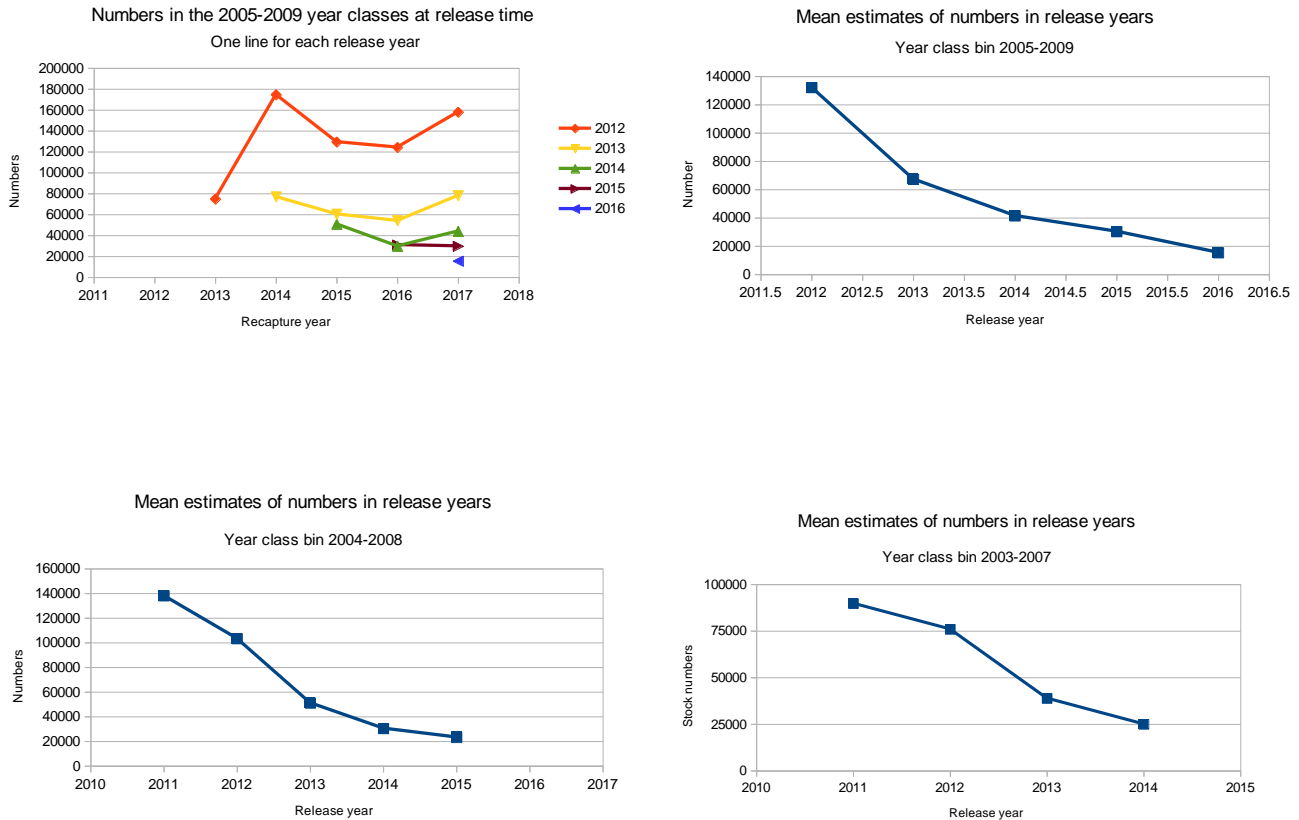 Numbers in the 2005-2009 year classes at release time
One line for each release year
200000
180000
160000
140000
120000
100000
80000
60000
40000
20000
0
Numbers
2011 2012 2013 2014 2015 2016 2017 2018
Recapture year
2012
2013
2014
2015
2016
Mean estimates of numbers in release years
Year class bin 2005-2009
140000
120000
100000
80000
60000
40000
20000
0
Number
2011.5 2012 2012.5 2013 2013.5 2014 2014.5 2015 2015.5 2016 2016.5
Release year
Mean estimates of numbers in release years
Year class bin 2004-2008
160000
140000
120000
100000
80000
60000
40000
20000
0
Numbers
2010 2011 2012 2013 2014 2015 2016 2017
Release year
Mean estimates of numbers in release years
Year class bin 2003-2007
100000
75000
50000
25000
0
Stock numbers
2010 2011 2012 2013 2014 2015
Release year